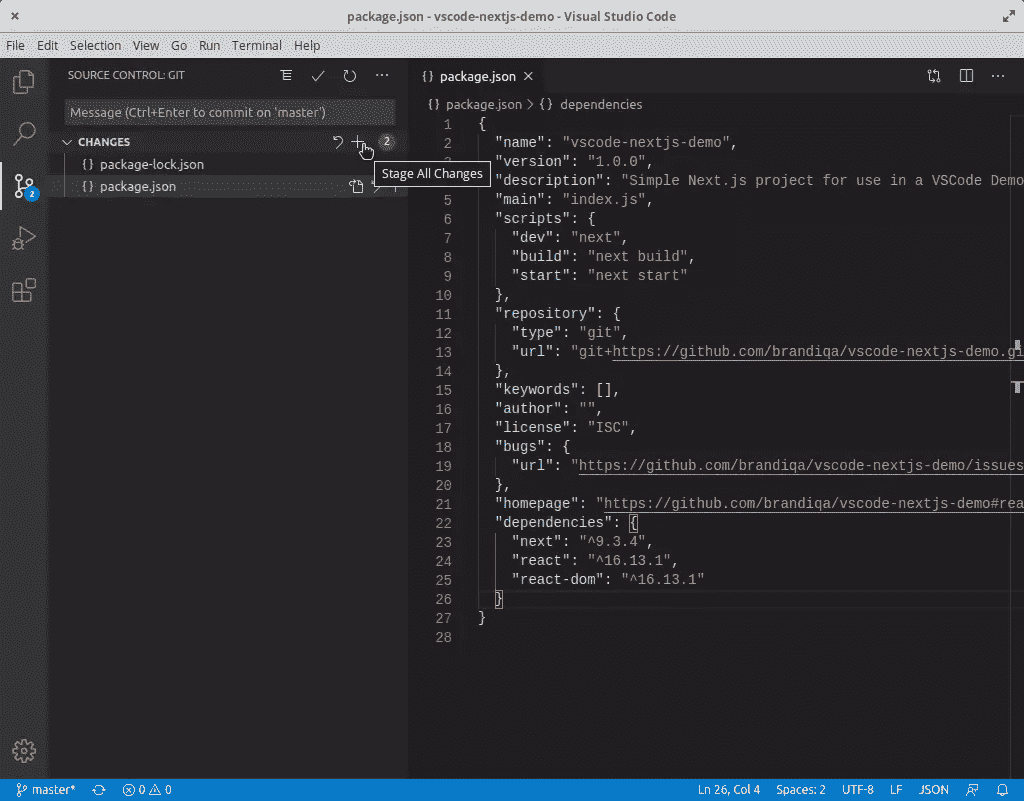 package.json - vscode-nextjs-demo - Visual Studio Code
File Edit Selection View Go Run Terminal Help
SOURCE CONTROL: GIT
Message (Ctrl+Enter to commit on 'master')
CHANGES 2
package-lock.json
package.json
Stage All Changes
2
{} package.json
{} package.json > {} dependencies
1 {
2 "name": "vscode-nextjs-demo",
3 "version": "1.0.0",
"description": "Simple Next.js project for use in a VSCode Demo
5 "main": "index.js",
6 "scripts": {
7 "dev": "next",
8 "build": "next build",
9 "start": "next start"
10 },
11 "repository": {
12 "type": "git",
13 "url": "git+https://github.com/brandiqa/vscode-nextjs-demo.gi
14 },
15 "keywords": [],
16 "author": "",
17 "license": "ISC",
18 "bugs": {
19 "url": "https://github.com/brandiqa/vscode-nextjs-demo/issues
20 },
21 "homepage": "https://github.com/brandiqa/vscode-nextjs-demo#rea
22 "dependencies": {
23 "next": "^9.3.4",
24 "react": "^16.13.1",
25 "react-dom": "^16.13.1"
26 }
27 }
28
master* 0 0 Ln 26, Col 4 Spaces: 2 UTF-8 LF JSON